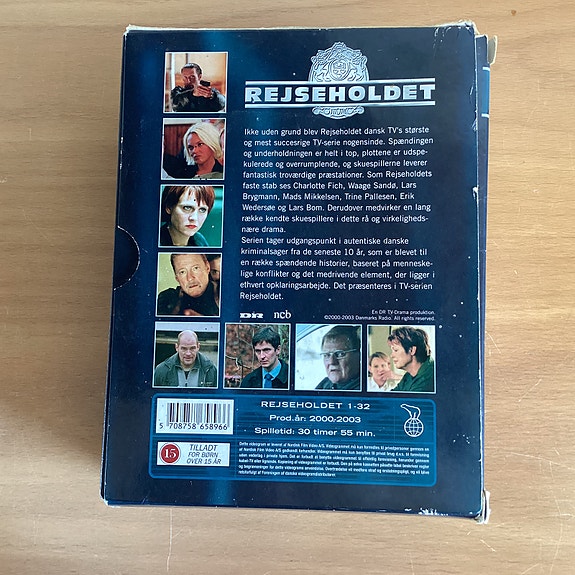 REJSEHOLDET
Ikke uden grund blev Rejseholdet dansk TV's største
og mest succesrige TV-serie nogensinde. Spændingen
og underholdningen er helt i top, plottene er udspe-
kulerede og overrumplende, og skuespillerne leverer
fantastisk troværdige præstationer. Som Rejseholdets
faste stab ses Charlotte Fich, Waage Sandø, Lars
Brygmann, Mads Mikkelsen, Trine Pallesen, Erik
Wedersøe og Lars Bom. Derudover medvirker en lang
række kendte skuespillere i dette rå og virkeligheds-
nære drama.
Serien tager udgangspunkt i autentiske danske
kriminalsager fra de seneste 10 år, som er blevet til
en række spændende historier, baseret på menneske-
lige konflikter og det medrivende element, der ligger i
ethvert opklaringsarbejde. Det præsenteres i TV-serien
Rejseholdet.
DR ncb
En DR TV-Drama produktion.
©2000-2003 Danmarks Radio. All rights reserved.
5 708758 658966
REJSEHOLDET 1-32
Prod.år: 2000-2003
Spilletid: 30 timer 55 min.
15
TILLADT
FOR BØRN
OVER 15 ÅR